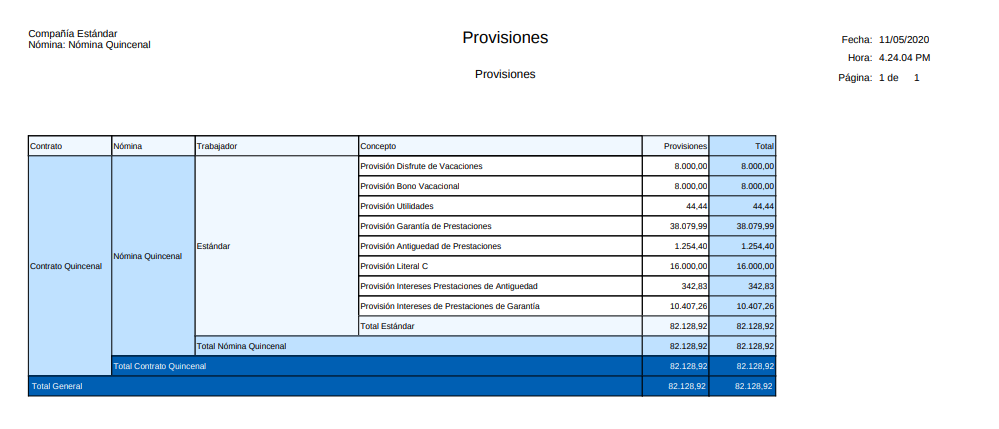 Compañía Estándar
Nómina: Nómina Quincenal
Provisiones
Provisiones
Fecha: 11/05/2020
Hora: 4.24.04 PM
Página: 1 de 1
Contrato Nómina Trabajador Concepto Provisiones Total
Provisión Disfrute de Vacaciones 8.000,00 8.000,00
Provisión Bono Vacacional 8.000,00 8.000,00
Provisión Utilidades 44,44 44,44
Provisión Garantía de Prestaciones 38.079,99 38.079,99
Estándar Provisión Antiguedad de Prestaciones 1.254,40 1.254,40
Nómina Quincenal
Contrato Quincenal Provisión Literal C 16.000,00 16.000,00
Provisión Intereses Prestaciones de Antiguedad 342,83 342,83
Provisión Intereses de Prestaciones de Garantía 10.407,26 10.407,26
Total Estándar 82.128,92 82.128,92
Total Nómina Quincenal 82.128,92 82.128,92
Total Contrato Quincenal 82.128,92 82.128,92
Total General 82.128,92 82.128,92